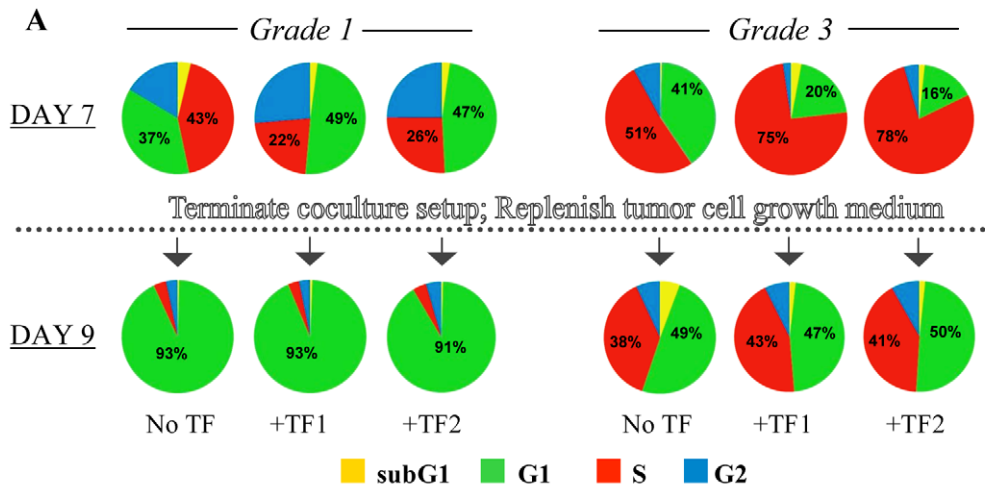 A
Grade 1 Grade 3
DAY 7
37% 43% 22% 49% 26% 47% 51% 41% 75% 20% 78% 16%
Terminate coculture setup; Replenish tumor cell growth medium
DAY 9
93% 93% 91% 38% 49% 43% 47% 41% 50%
No TF +TF1 +TF2 No TF +TF1 +TF2
subG1 G1 S G2